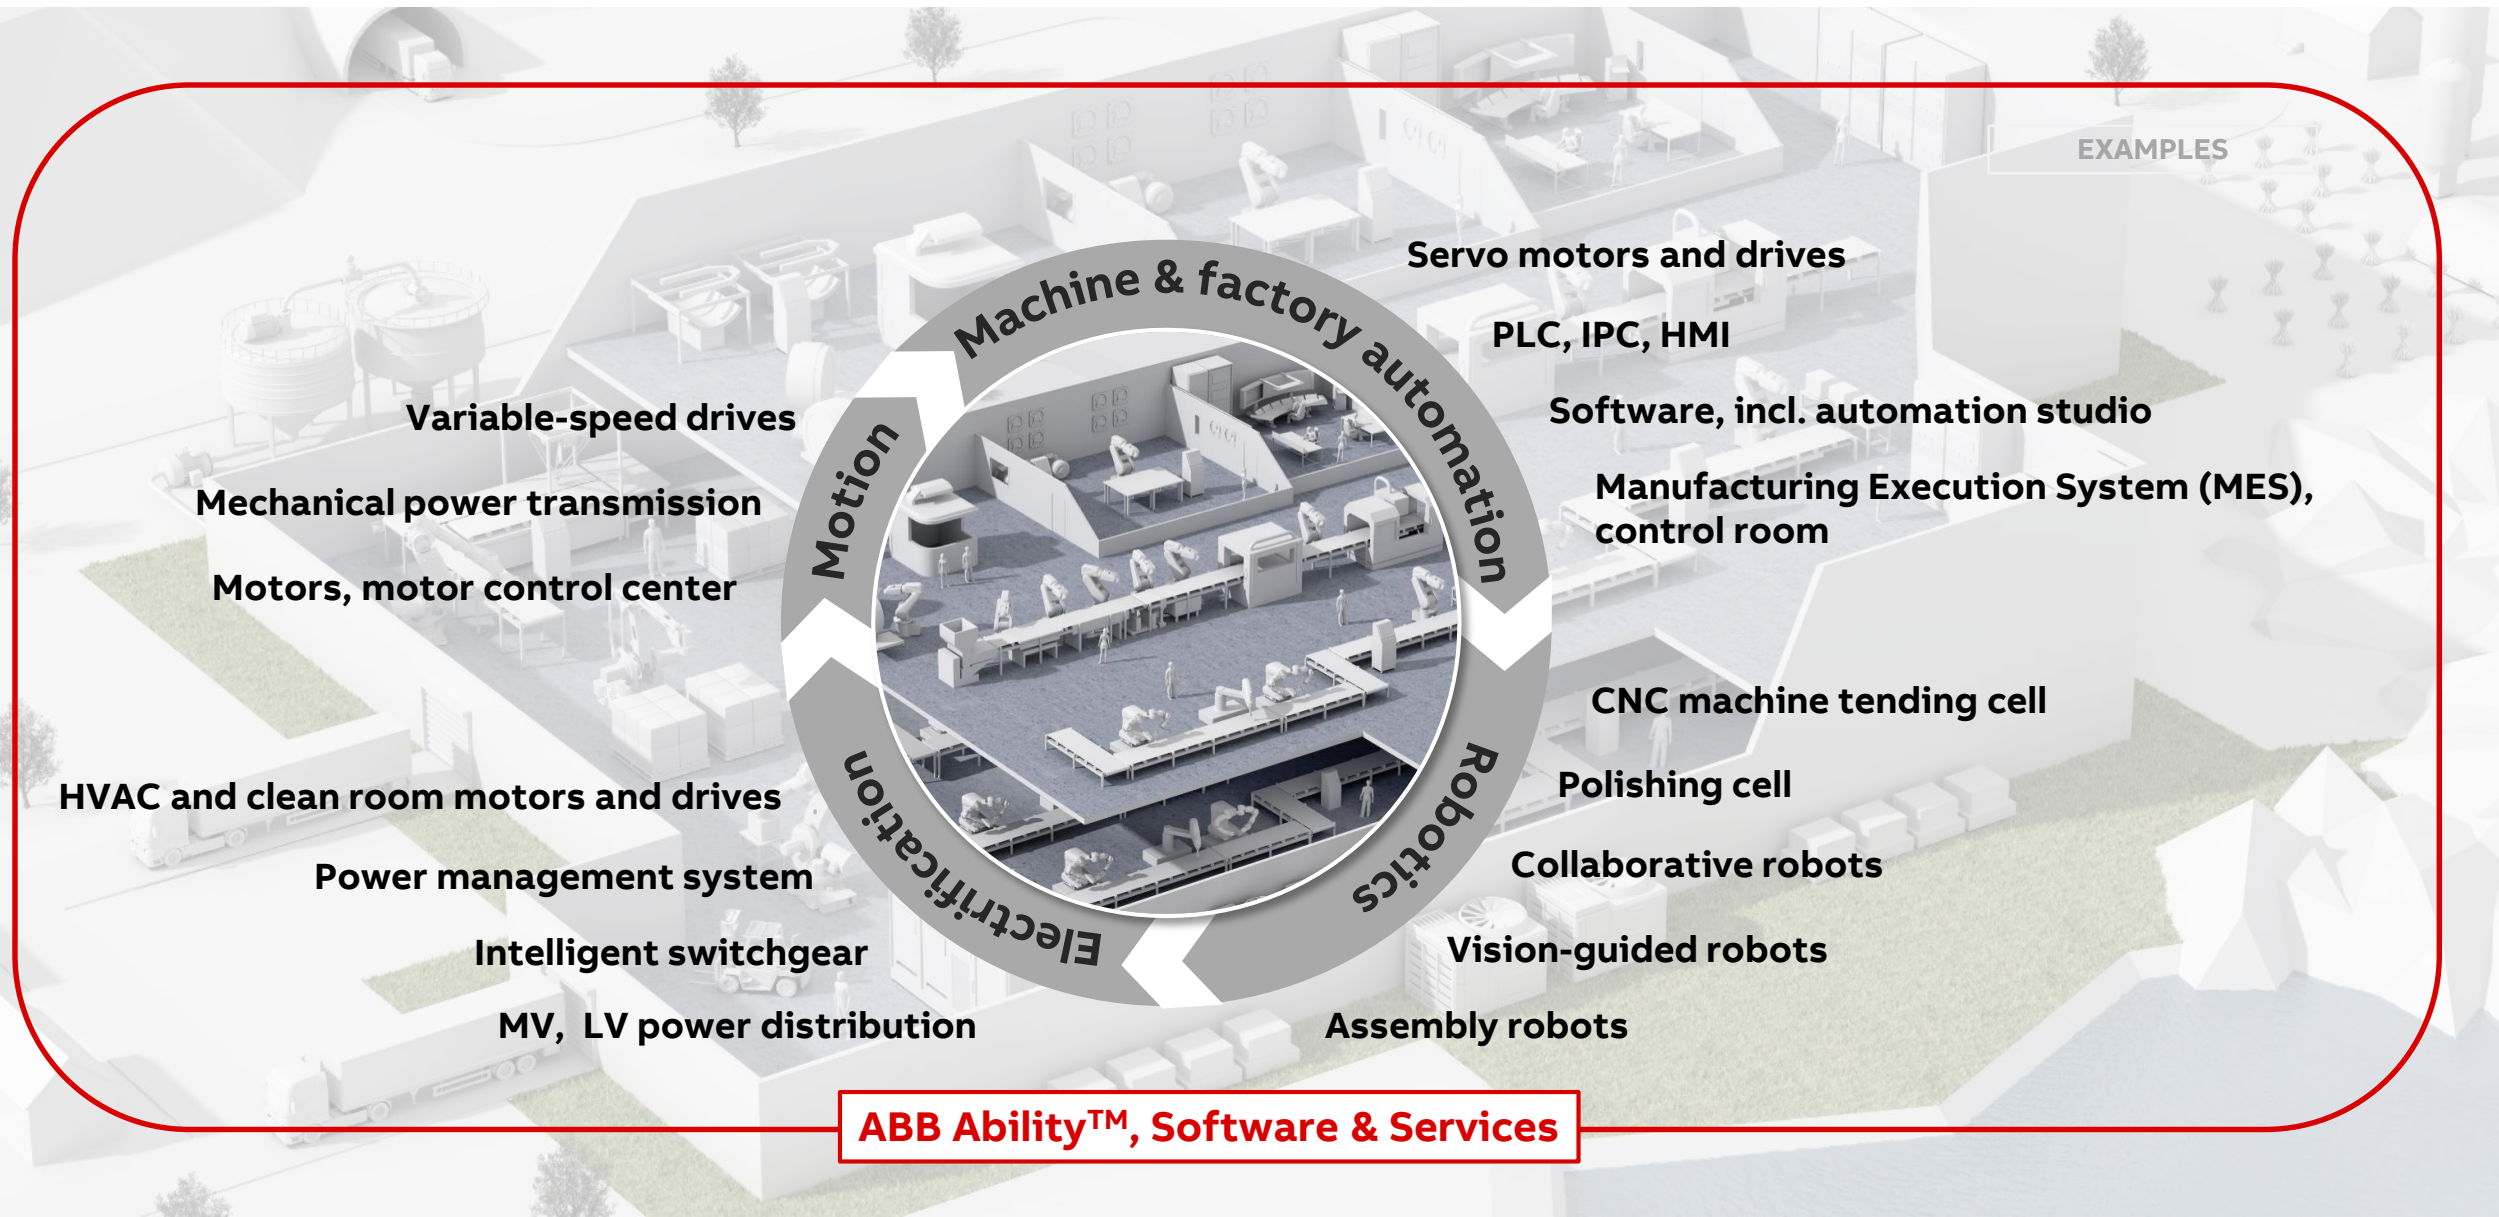 EXAMPLES
Machine & factory automation
Servo motors and drives
PLC, IPC, HMI
Software, incl. automation studio
Manufacturing Execution System (MES),
control room
Robotics
CNC machine tending cell
Polishing cell
Collaborative robots
Vision-guided robots
Assembly robots
Electrification
HVAC and clean room motors and drives
Power management system
Intelligent switchgear
MV, LV power distribution
Motion
Variable-speed drives
Mechanical power transmission
Motors, motor control center
ABB Ability™, Software & Services